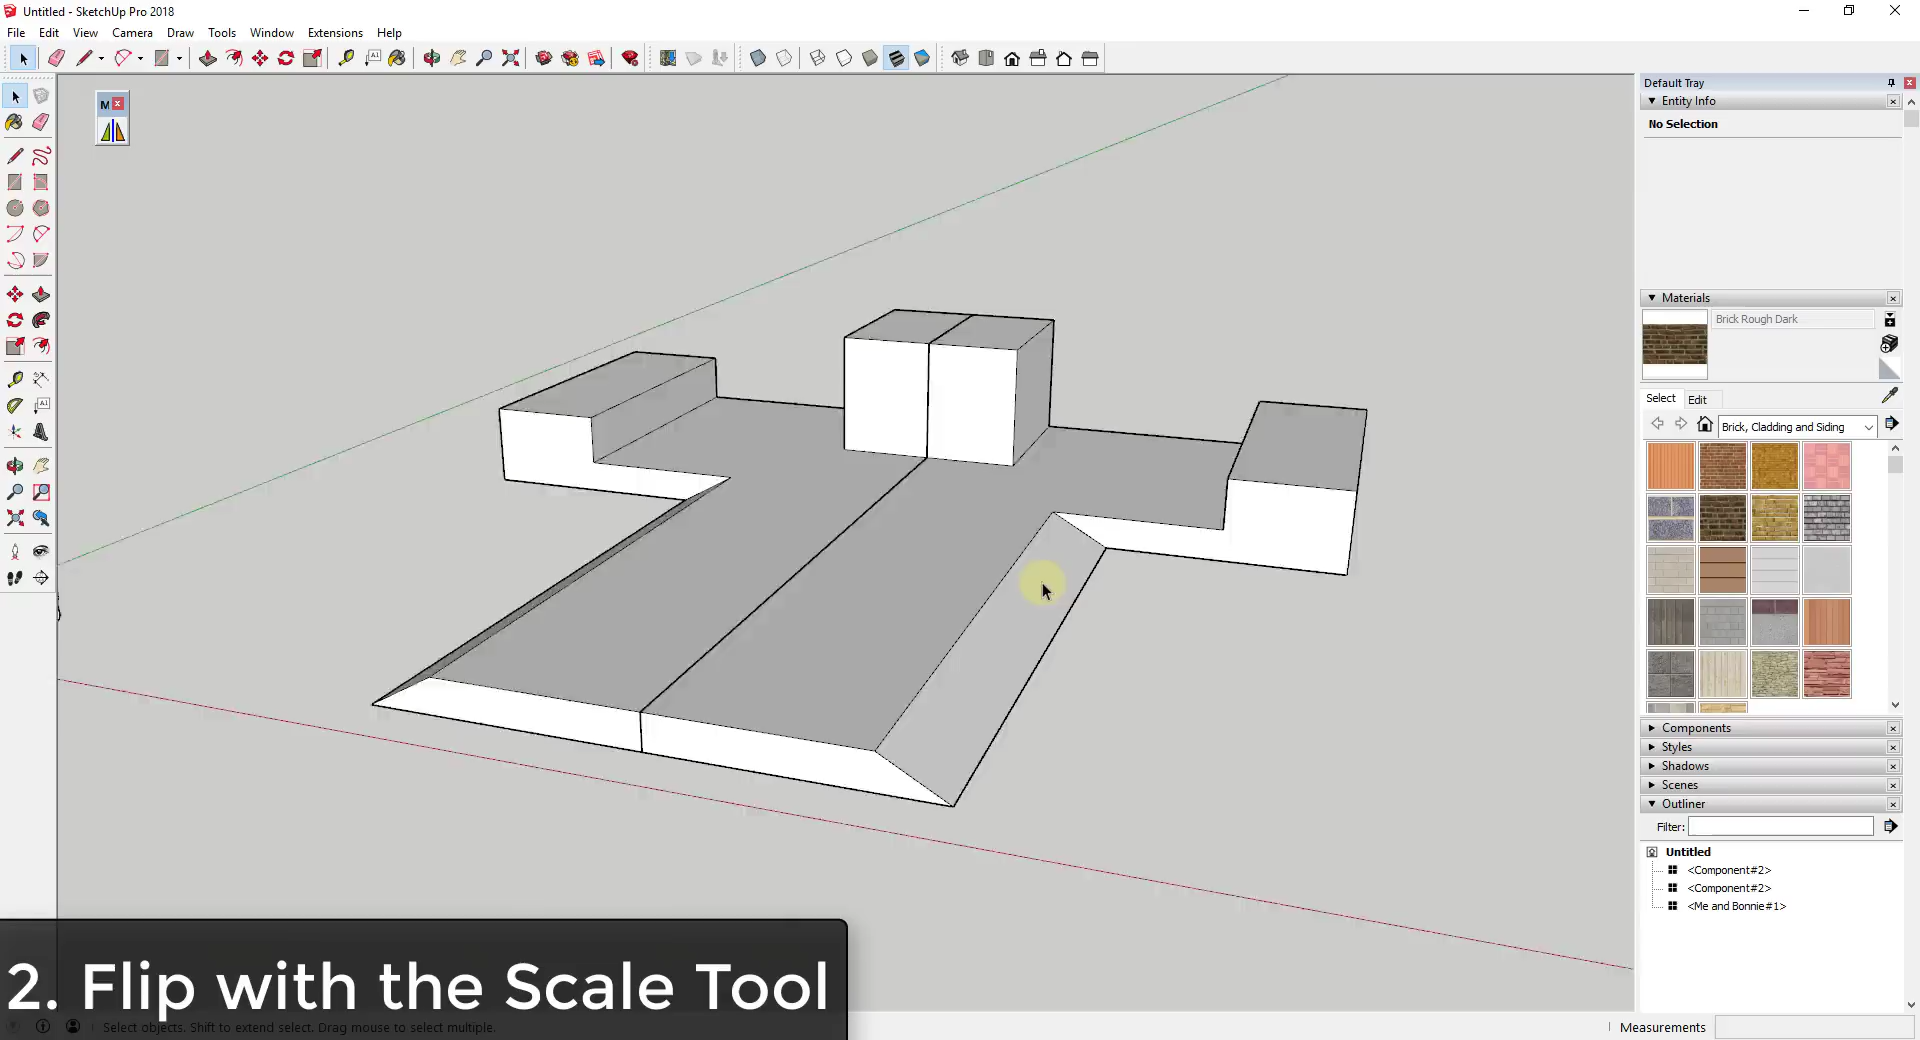 Untitled - SketchUp Pro 2018
File Edit View Camera Draw Tools Window Extensions Help
M
Default Tray
Entity Info
No Selection
Materials
Brick Rough Dark
Select Edit
Brick, Cladding and Siding
Components
Styles
Shadows
Scenes
Outliner
Filter:
Untitled
<Component#2>
<Component#2>
<Me and Bonnie#1>
2. Flip with the Scale Tool
Select objects. Shift to extend select. Drag mouse to select multiple.
Measurements